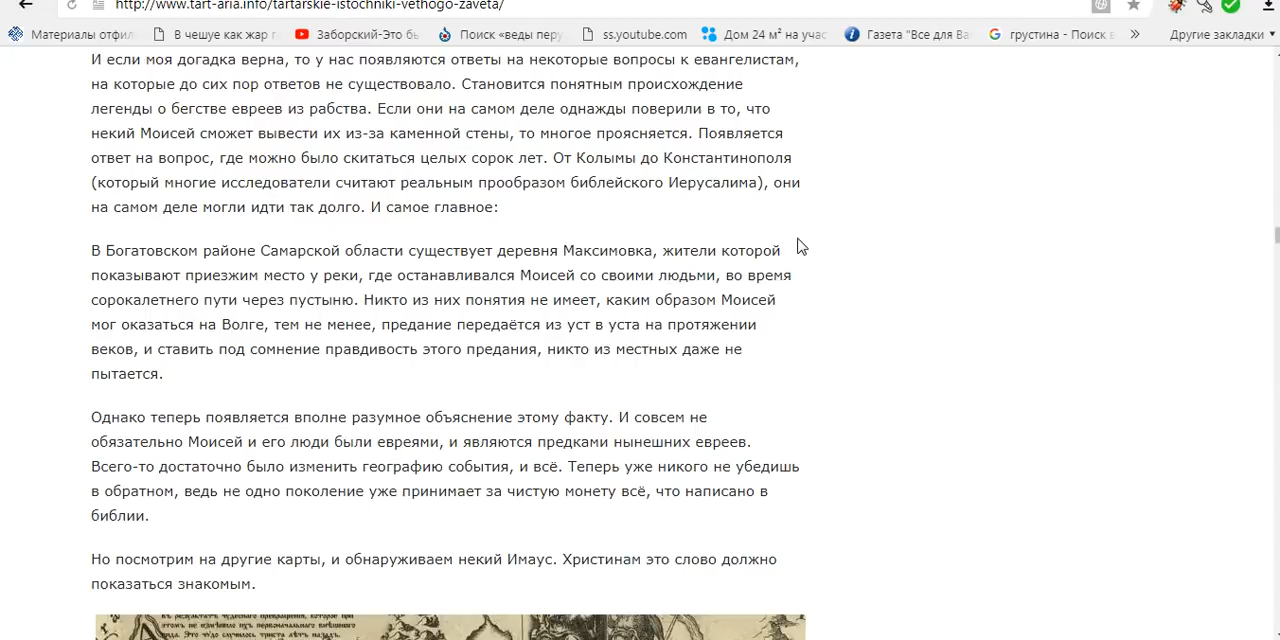 http://www.tart-aria.info/tartarskie-istochniki-vethogo-zaveta/
Материалы отфил
В чешуе как жар г
Заборский-Это бы
Поиск «веды перу
ss.youtube.com
Дом 24 м² на учас
Газета "Все для Ва
грустина - Поиск в
Другие закладки
И если моя догадка верна, то у нас появляются ответы на некоторые вопросы к евангелистам,
на которые до сих пор ответов не существовало. Становится понятным происхождение
легенды о бегстве евреев из рабства. Если они на самом деле однажды поверили в то, что
некий Моисей сможет вывести их из-за каменной стены, то многое проясняется. Появляется
ответ на вопрос, где можно было скитаться целых сорок лет. От Колымы до Константинополя
(который многие исследователи считают реальным прообразом библейского Иерусалима), они
на самом деле могли идти так долго. И самое главное:
В Богатовском районе Самарской области существует деревня Максимовка, жители которой
показывают приезжим место у реки, где останавливался Моисей со своими людьми, во время
сорокалетнего пути через пустыню. Никто из них понятия не имеет, каким образом Моисей
мог оказаться на Волге, тем не менее, предание передаётся из уст в уста на протяжении
веков, и ставить под сомнение правдивость этого предания, никто из местных даже не
пытается.
Однако теперь появляется вполне разумное объяснение этому факту. И совсем не
обязательно Моисей и его люди были евреями, и являются предками нынешних евреев.
Всего-то достаточно было изменить географию события, и всё. Теперь уже никого не убедишь
в обратном, ведь не одно поколение уже принимает за чистую монету всё, что написано в
библии.
Но посмотрим на другие карты, и обнаруживаем некий Имаус. Христинам это слово должно
показаться знакомым.